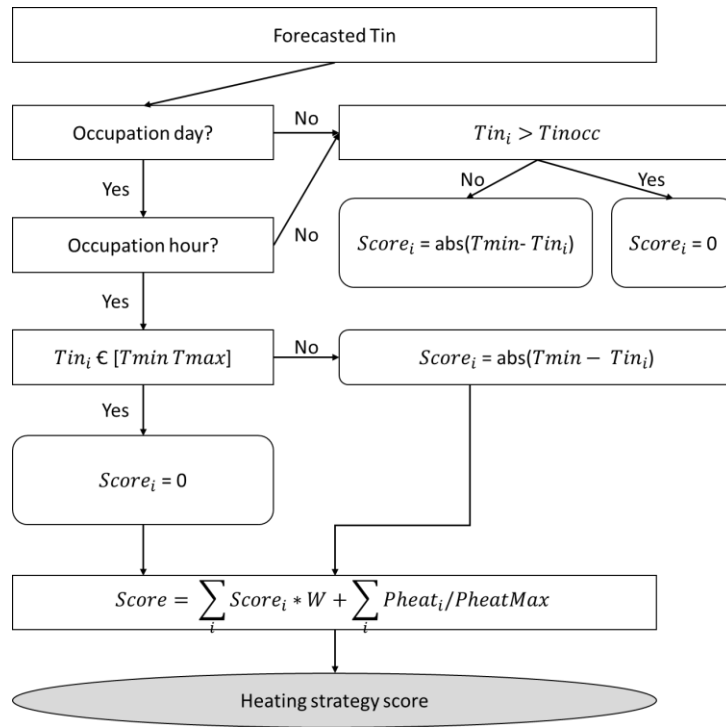 Forecasted Tin
Occupation day?
No
Tin_i > Tinocc
Yes
No
Yes
Occupation hour?
No
Score_i = abs(Tmin- Tin_i)
Score_i = 0
Yes
Tin_i € [Tmin Tmax]
No
Score_i = abs(Tmin − Tin_i)
Yes
Score_i = 0
Score = ∑_i Score_i * W + ∑_i Pheat_i/PheatMax
Heating strategy score